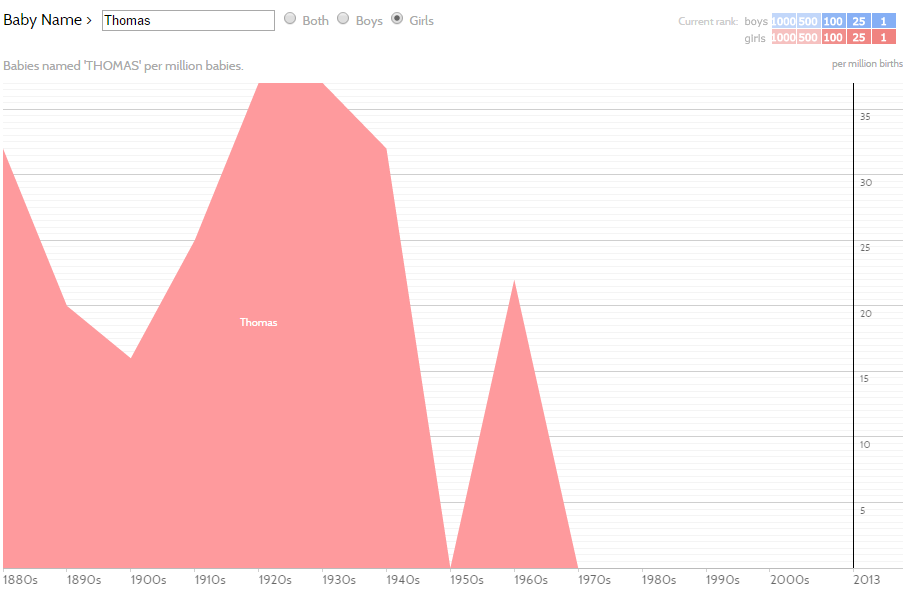 Baby Name > Thomas Both Boys Girls Current rank: boys 1000 500 100 25 1
girls 1000 500 100 25 1
Babies named 'THOMAS' per million babies. per million births
35
30
25
20
Thomas
15
10
5
1880s 1890s 1900s 1910s 1920s 1930s 1940s 1950s 1960s 1970s 1980s 1990s 2000s 2013